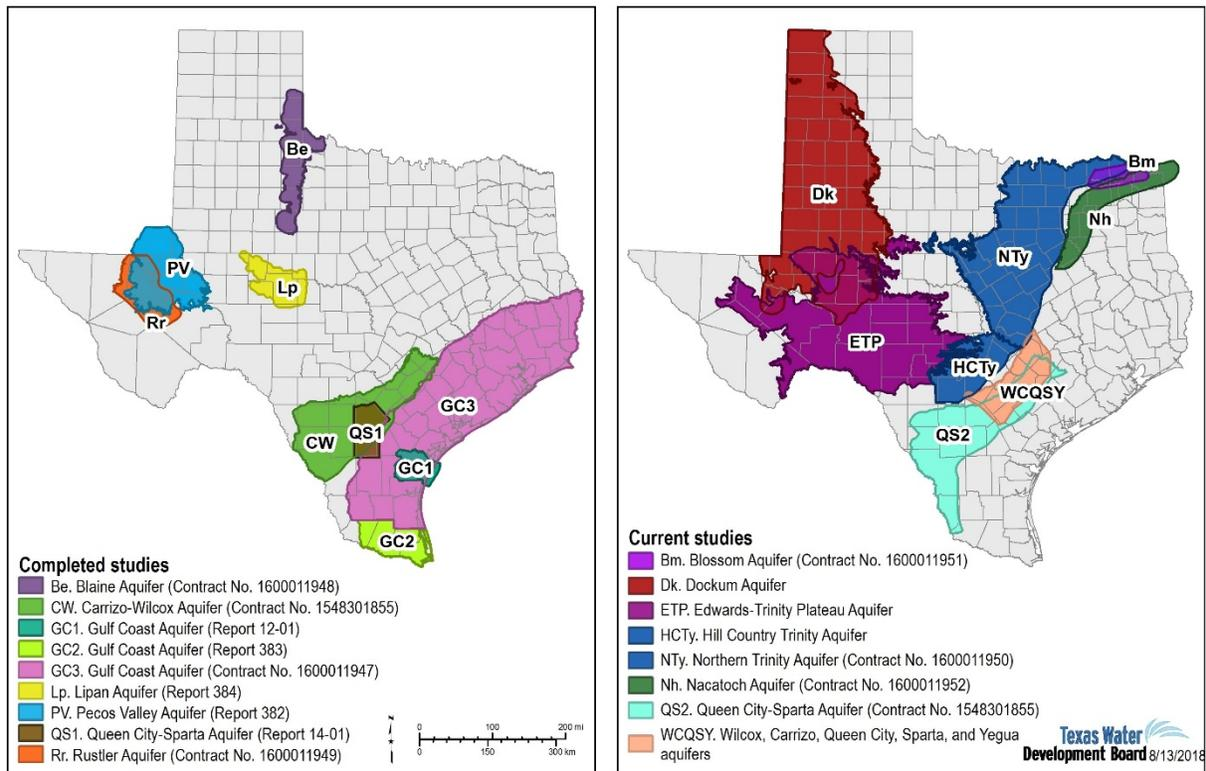 Be
PV
Lp
Rr
CW
QS1
GC3
GC1
GC2
Completed studies
Be. Blaine Aquifer (Contract No. 1600011948)
CW. Carrizo-Wilcox Aquifer (Contract No. 1548301855)
GC1. Gulf Coast Aquifer (Report 12-01)
GC2. Gulf Coast Aquifer (Report 383)
GC3. Gulf Coast Aquifer (Contract No. 1600011947)
Lp. Lipan Aquifer (Report 384)
PV. Pecos Valley Aquifer (Report 382)
QS1. Queen City-Sparta Aquifer (Report 14-01)
Rr. Rustler Aquifer (Contract No. 1600011949)
N
0 100 200 mi
0 150 300 km
Bm
Dk
Nh
NTy
ETP
HCTy
WCQSY
QS2
Current studies
Bm. Blossom Aquifer (Contract No. 1600011951)
Dk. Dockum Aquifer
ETP. Edwards-Trinity Plateau Aquifer
HCTy. Hill Country Trinity Aquifer
NTy. Northern Trinity Aquifer (Contract No. 1600011950)
Nh. Nacatoch Aquifer (Contract No. 1600011952)
QS2. Queen City-Sparta Aquifer (Contract No. 1548301855)
WCQSY. Wilcox, Carrizo, Queen City, Sparta, and Yegua
aquifers
Texas Water
Development Board 8/13/2018